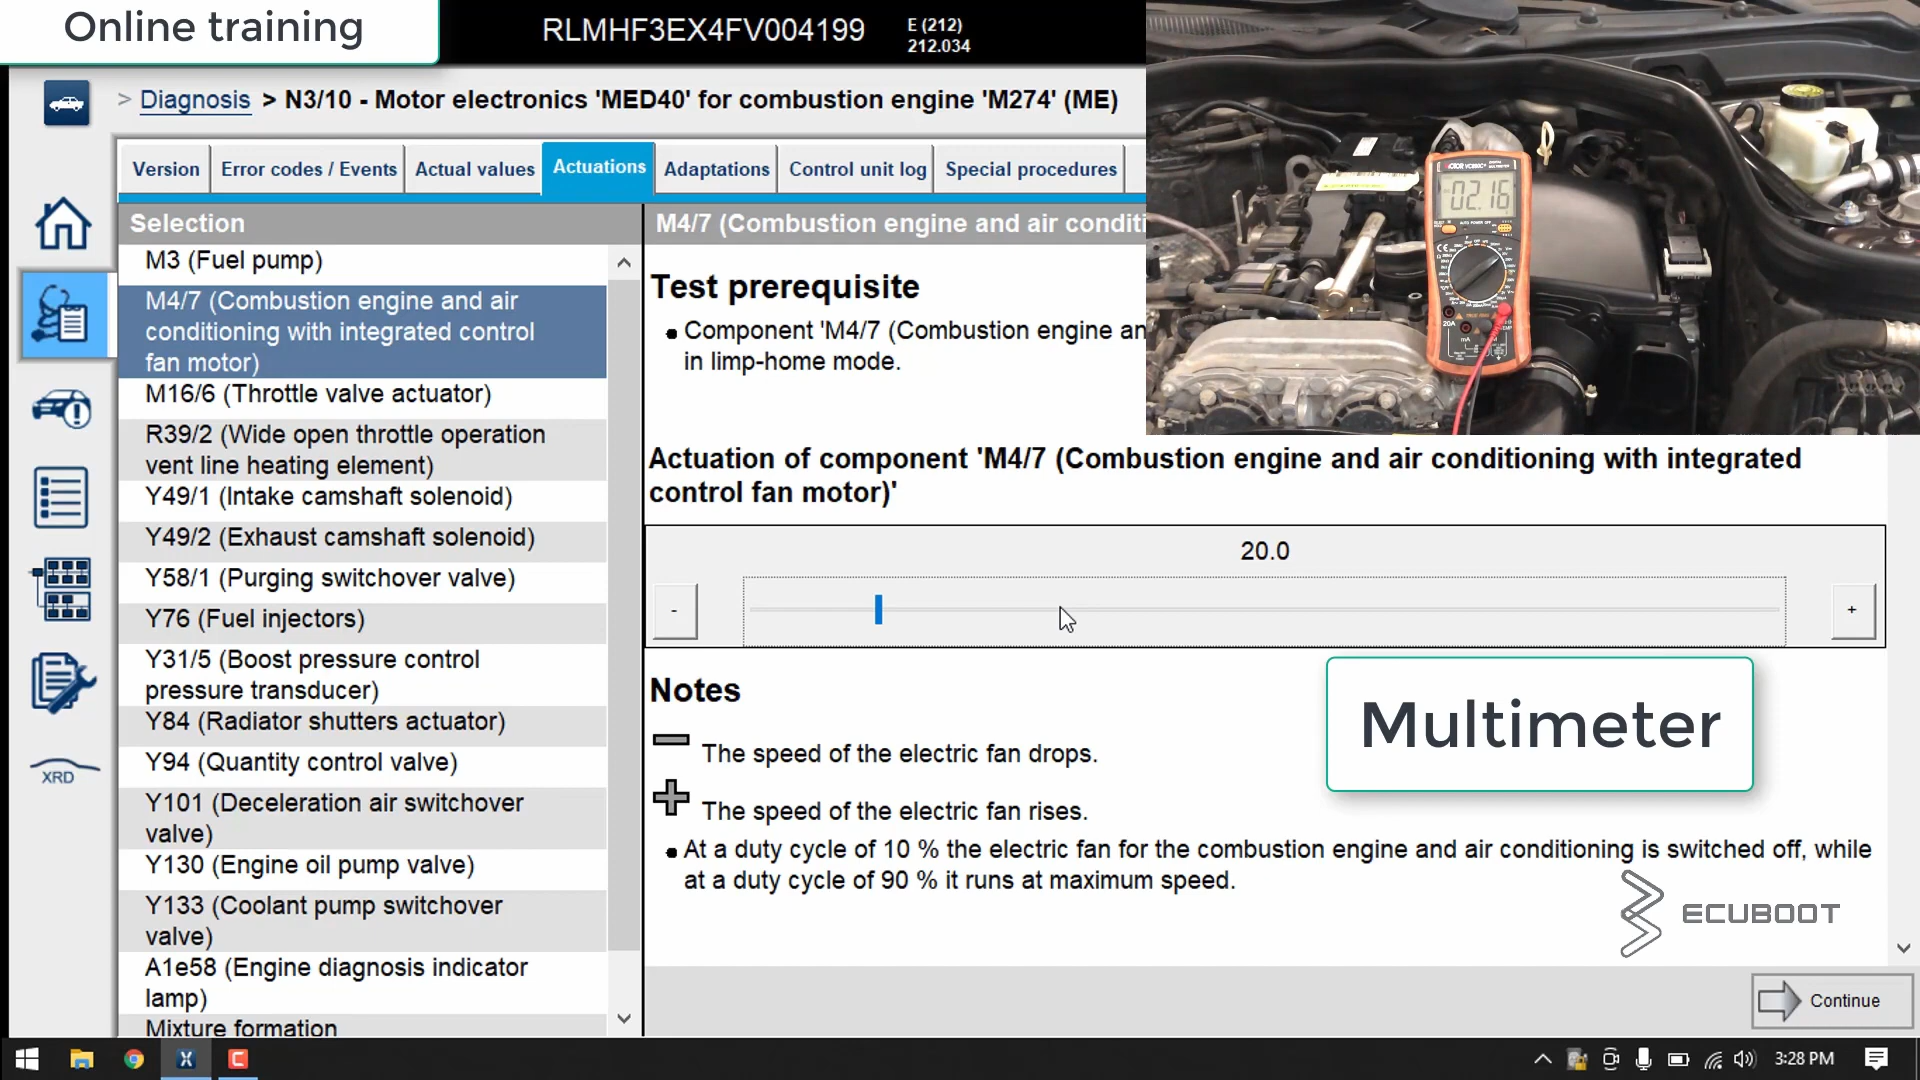 Online training
RLMHF3EX4FV004199
E (212)
212.034
> Diagnosis > N3/10 - Motor electronics 'MED40' for combustion engine 'M274' (ME)
Version
Error codes / Events
Actual values
Actuations
Adaptations
Control unit log
Special procedures
Selection
M3 (Fuel pump)
M4/7 (Combustion engine and air
conditioning with integrated control
fan motor)
M16/6 (Throttle valve actuator)
R39/2 (Wide open throttle operation
vent line heating element)
Y49/1 (Intake camshaft solenoid)
Y49/2 (Exhaust camshaft solenoid)
Y58/1 (Purging switchover valve)
Y76 (Fuel injectors)
Y31/5 (Boost pressure control
pressure transducer)
Y84 (Radiator shutters actuator)
Y94 (Quantity control valve)
Y101 (Deceleration air switchover
valve)
Y130 (Engine oil pump valve)
Y133 (Coolant pump switchover
valve)
A1e58 (Engine diagnosis indicator
lamp)
Mixture formation
XRD
M4/7 (Combustion engine and air conditi
Test prerequisite
Component 'M4/7 (Combustion engine an
in limp-home mode.
02.16
20A
mA
Actuation of component 'M4/7 (Combustion engine and air conditioning with integrated
control fan motor)'
20.0
-
+
Notes
The speed of the electric fan drops.
The speed of the electric fan rises.
At a duty cycle of 10 % the electric fan for the combustion engine and air conditioning is switched off, while
at a duty cycle of 90 % it runs at maximum speed.
Multimeter
ECUBOOT
Continue
3:28 PM